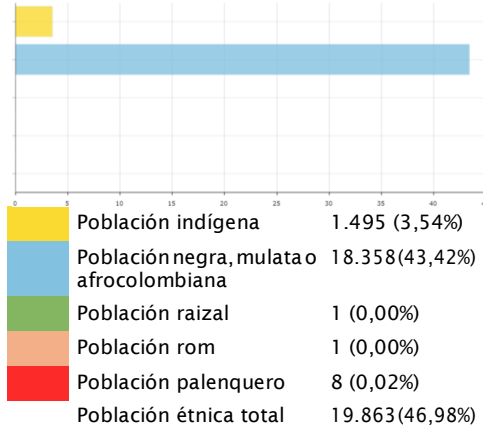 0 5 10 15 20 25 30 35 40 45
Población indígena 1.495 (3,54%)
Población negra, mulata o 18.358(43,42%)
afrocolombiana
Población raizal 1 (0,00%)
Población rom 1 (0,00%)
Población palenquero 8 (0,02%)
Población étnica total 19.863(46,98%)